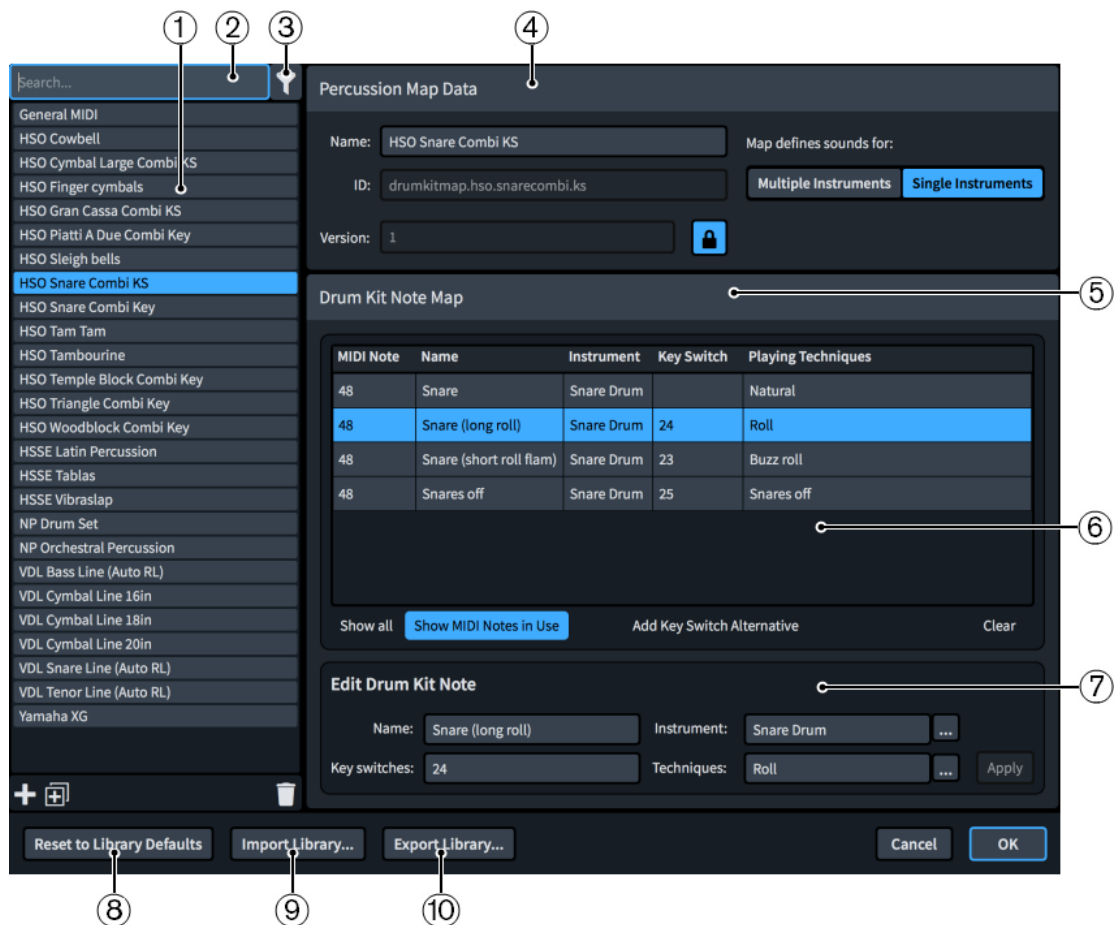 ① ② ③ ④
Search...
General MIDI
HSO Cowbell
HSO Cymbal Large Combi KS
HSO Finger cymbals
HSO Gran Cassa Combi KS
HSO Piatti A Due Combi Key
HSO Sleigh bells
HSO Snare Combi KS
HSO Snare Combi Key
HSO Tam Tam
HSO Tambourine
HSO Temple Block Combi Key
HSO Triangle Combi Key
HSO Woodblock Combi Key
HSSE Latin Percussion
HSSE Tablas
HSSE Vibraslap
NP Drum Set
NP Orchestral Percussion
VDL Bass Line (Auto RL)
VDL Cymbal Line 16in
VDL Cymbal Line 18in
VDL Cymbal Line 20in
VDL Snare Line (Auto RL)
VDL Tenor Line (Auto RL)
Yamaha XG
Percussion Map Data
Name: HSO Snare Combi KS Map defines sounds for:
ID: drumkitmap.hso.snarecombi.ks Multiple Instruments Single Instruments
Version: 1
Drum Kit Note Map ⑤
MIDI Note Name Instrument Key Switch Playing Techniques
48 Snare Snare Drum Natural
48 Snare (long roll) Snare Drum 24 Roll
48 Snare (short roll flam) Snare Drum 23 Buzz roll
48 Snares off Snare Drum 25 Snares off
⑥
Show all Show MIDI Notes in Use Add Key Switch Alternative Clear
Edit Drum Kit Note ⑦
Name: Snare (long roll) Instrument: Snare Drum ...
Key switches: 24 Techniques: Roll ... Apply
Reset to Library Defaults Import Library... Export Library... Cancel OK
⑧ ⑨ ⑩